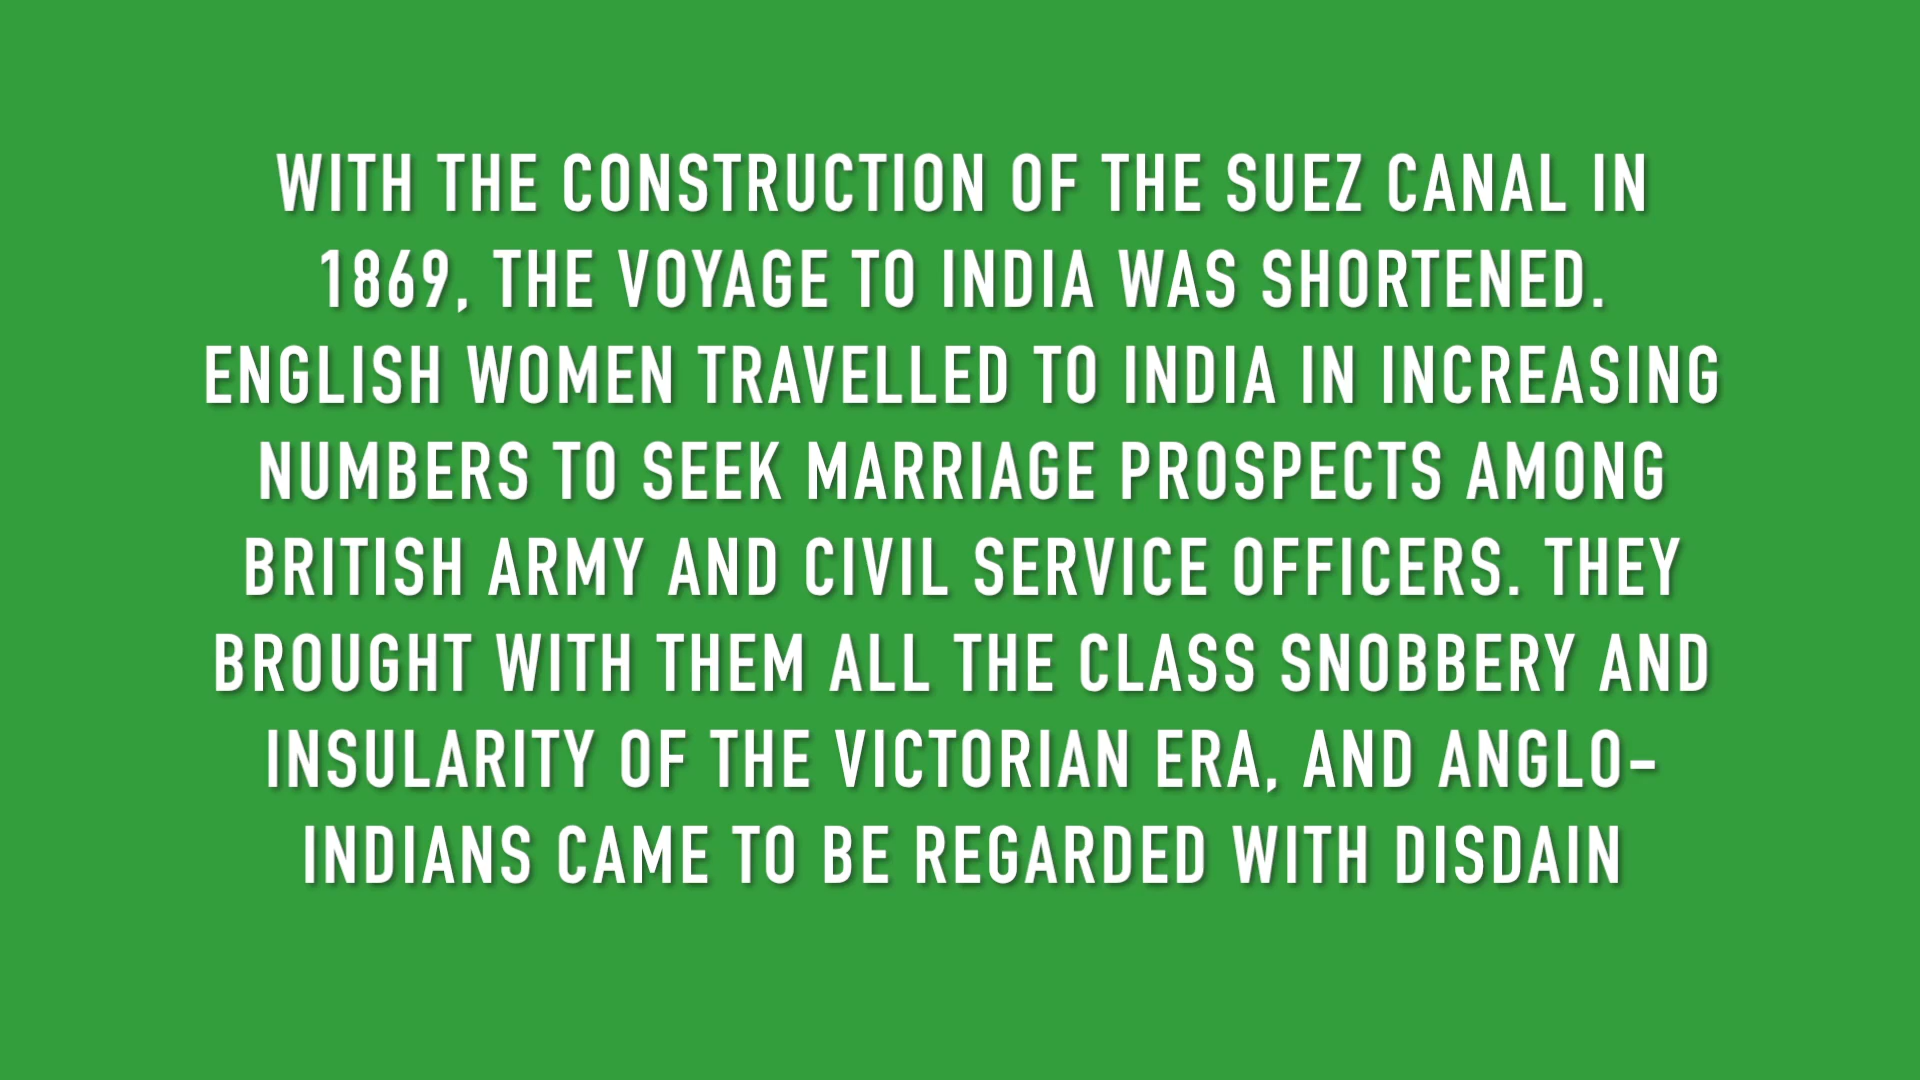 WITH THE CONSTRUCTION OF THE SUEZ CANAL IN
1869, THE VOYAGE TO INDIA WAS SHORTENED.
ENGLISH WOMEN TRAVELLED TO INDIA IN INCREASING
NUMBERS TO SEEK MARRIAGE PROSPECTS AMONG
BRITISH ARMY AND CIVIL SERVICE OFFICERS. THEY
BROUGHT WITH THEM ALL THE CLASS SNOBBERY AND
INSULARITY OF THE VICTORIAN ERA, AND ANGLO-
INDIANS CAME TO BE REGARDED WITH DISDAIN